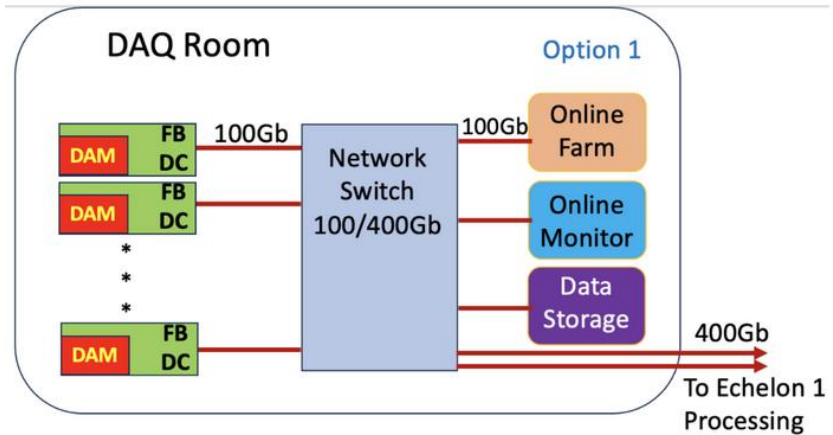 DAQ Room
Option 1
FB
DAM
DC
100Gb
FB
DAM
DC
*
*
*
FB
DAM
DC
Network
Switch
100/400Gb
100Gb
Online
Farm
Online
Monitor
Data
Storage
400Gb
To Echelon 1
Processing